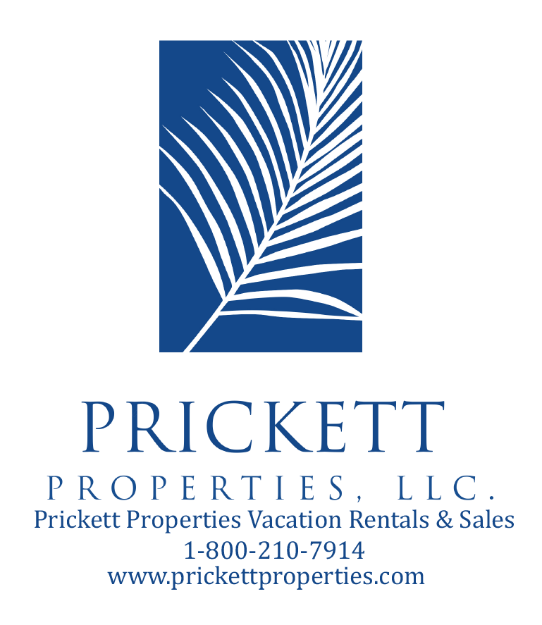 PRICKETT
PROPERTIES, LLC.
Prickett Properties Vacation Rentals & Sales
1-800-210-7914
www.prickettproperties.com